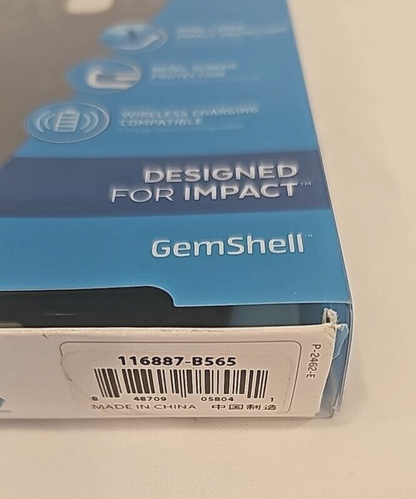 WIRELESS CHARGING
COMPATIBLE
DESIGNED
FOR IMPACT™
GemShell™
P-2462-E
116887-B565
8 48709 05804 1
MADE IN CHINA 中国制造